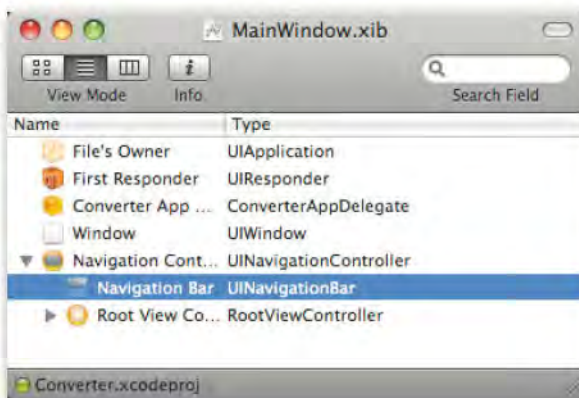 MainWindow.xib
View Mode Info Search Field
Name Type
File's Owner UIApplication
First Responder UIResponder
Converter App ... ConverterAppDelegate
Window UIWindow
Navigation Cont... UINavigationController
Navigation Bar UINavigationBar
Root View Co... RootViewController
Converter.xcodeproj